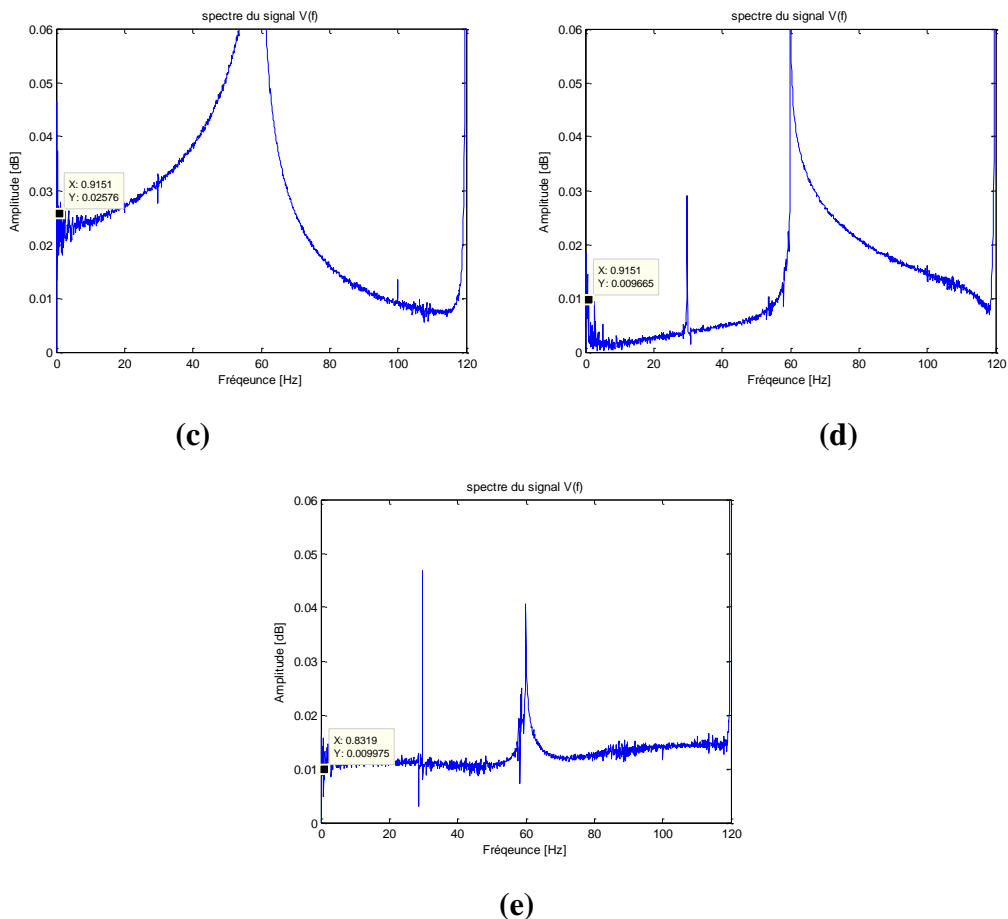 spectre du signal V(f)
0.06
0.05
0.04
0.03
0.02
0.01
0
Amplitude [dB]
X: 0.9151
Y: 0.02576
0 20 40 60 80 100 120
Fréqeunce [Hz]
(c)
spectre du signal V(f)
0.06
0.05
0.04
0.03
0.02
0.01
0
Amplitude [dB]
X: 0.9151
Y: 0.009665
0 20 40 60 80 100 120
Fréqeunce [Hz]
(d)
spectre du signal V(f)
0.06
0.05
0.04
0.03
0.02
0.01
0
Amplitude [dB]
X: 0.8319
Y: 0.009975
0 20 40 60 80 100 120
Fréqeunce [Hz]
(e)